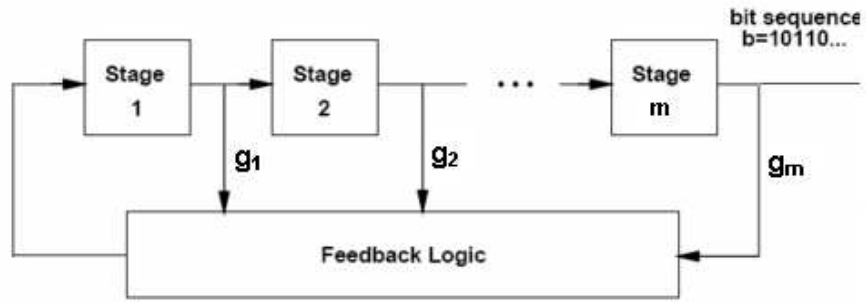 bit sequence
b=10110...
Stage
1
Stage
2
...
Stage
m
g₁
g₂
gₘ
Feedback Logic